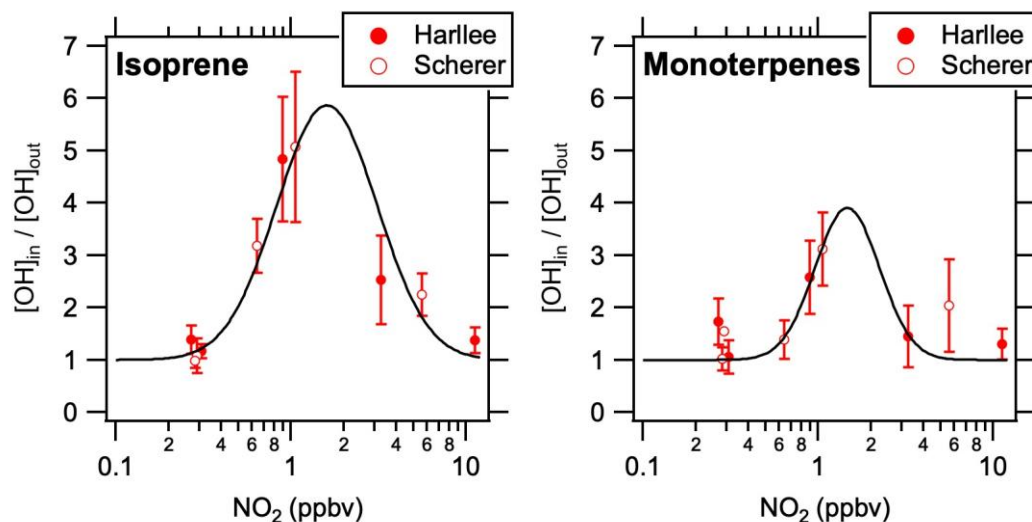 Isoprene
Harllee
Scherer
7
6
5
4
3
2
1
0
[OH]in / [OH]out
2 4 6 8 2 4 6 8
0.1 1 10
NO2 (ppbv)
Monoterpenes
Harllee
Scherer
7
6
5
4
3
2
1
0
[OH]in / [OH]out
2 4 6 8 2 4 6 8
0.1 1 10
NO2 (ppbv)